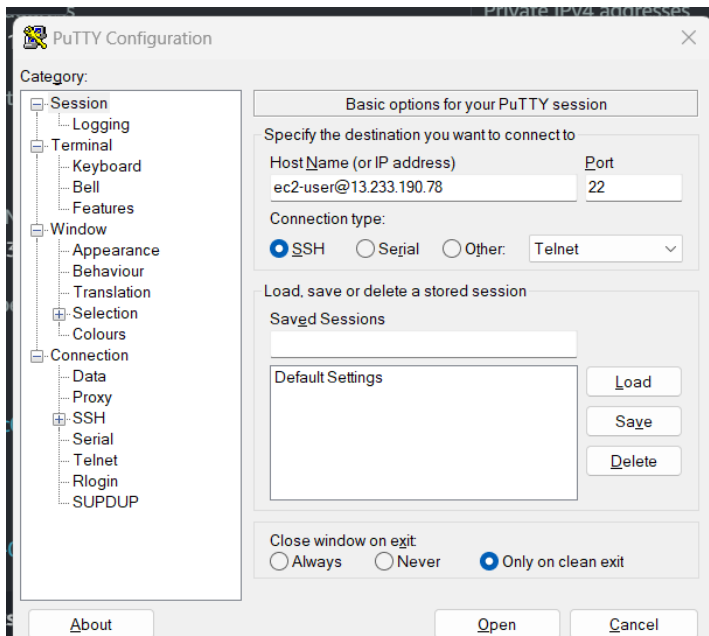 Private IPv4 addresses
PuTTY Configuration
Category:
Session
Logging
Terminal
Keyboard
Bell
Features
Window
Appearance
Behaviour
Translation
Selection
Colours
Connection
Data
Proxy
SSH
Serial
Telnet
Rlogin
SUPDUP
Basic options for your PuTTY session
Specify the destination you want to connect to
Host Name (or IP address) Port
ec2-user@13.233.190.78 22
Connection type:
SSH Serial Other: Telnet
Load, save or delete a stored session
Saved Sessions
Default Settings
Load
Save
Delete
Close window on exit:
Always Never Only on clean exit
About Open Cancel